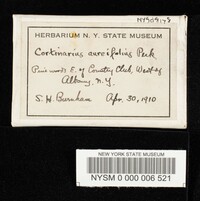 HERBARIUM N. Y. STATE MUSEUM
Cortinarius aureifolius Peck
Pine woods E. of Country Club, West of
Albany, N.Y.
S. H. Burnham Apr. 30, 1910
NEW YORK STATE MUSEUM
NYSM 0 000 006 521